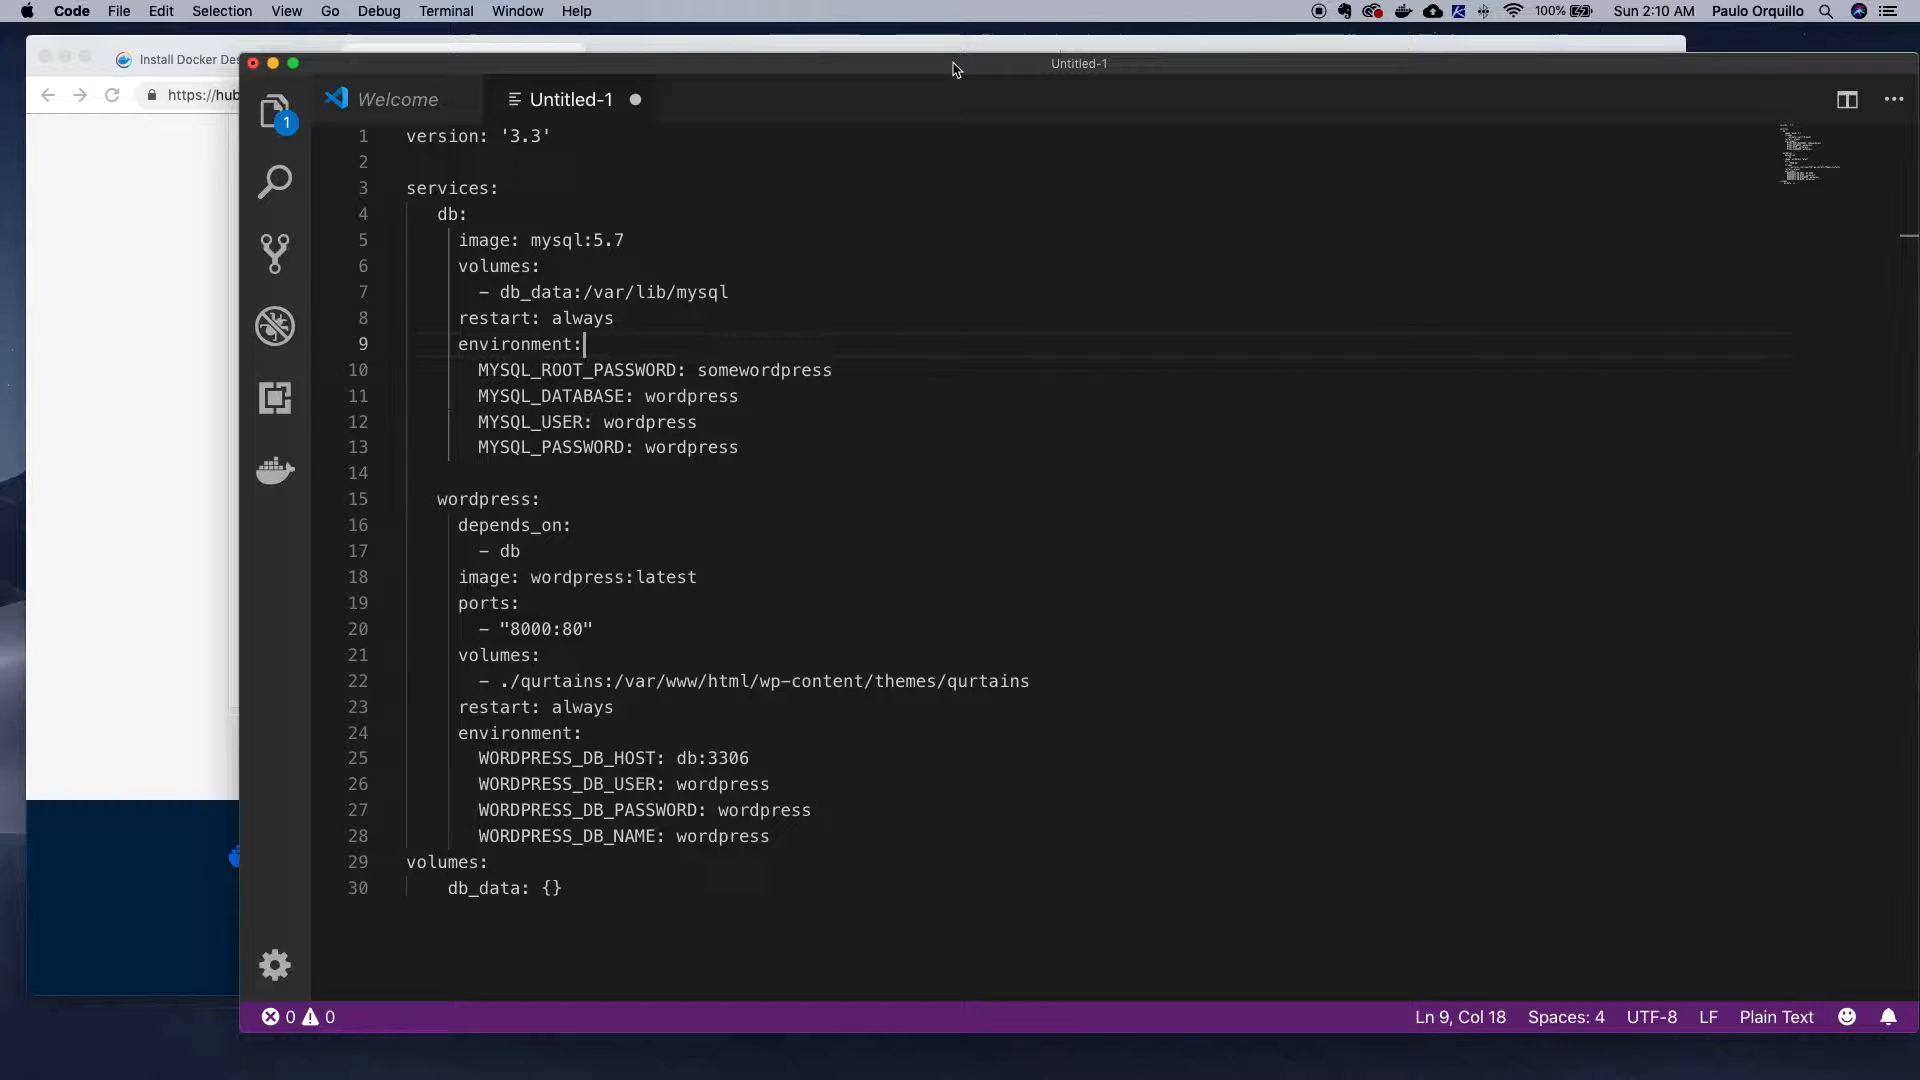 Code File Edit Selection View Go Debug Terminal Window Help 100% Sun 2:10 AM Paulo Orquillo
Install Docker Des
https://hub
Untitled-1
Welcome Untitled-1
1
1 version: '3.3'
2
3 services:
4 db:
5 image: mysql:5.7
6 volumes:
7 - db_data:/var/lib/mysql
8 restart: always
9 environment:
10 MYSQL_ROOT_PASSWORD: somewordpress
11 MYSQL_DATABASE: wordpress
12 MYSQL_USER: wordpress
13 MYSQL_PASSWORD: wordpress
14
15 wordpress:
16 depends_on:
17 - db
18 image: wordpress:latest
19 ports:
20 - "8000:80"
21 volumes:
22 - ./qurtains:/var/www/html/wp-content/themes/qurtains
23 restart: always
24 environment:
25 WORDPRESS_DB_HOST: db:3306
26 WORDPRESS_DB_USER: wordpress
27 WORDPRESS_DB_PASSWORD: wordpress
28 WORDPRESS_DB_NAME: wordpress
29 volumes:
30 db_data: {}
0 0 Ln 9, Col 18 Spaces: 4 UTF-8 LF Plain Text